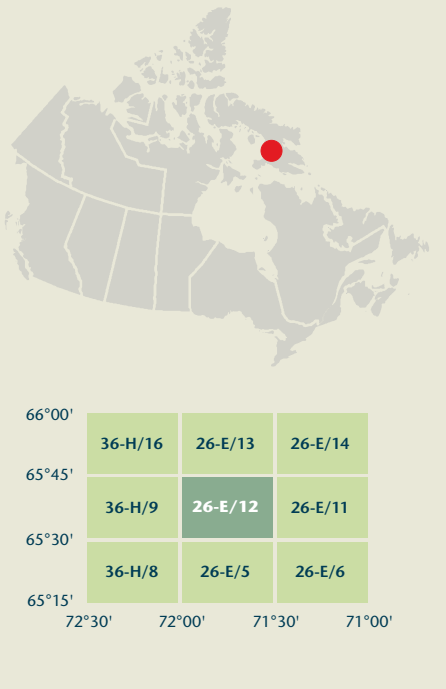 66°00'
36-H/16 26-E/13 26-E/14
65°45'
36-H/9 26-E/12 26-E/11
65°30'
36-H/8 26-E/5 26-E/6
65°15'
72°30' 72°00' 71°30' 71°00'